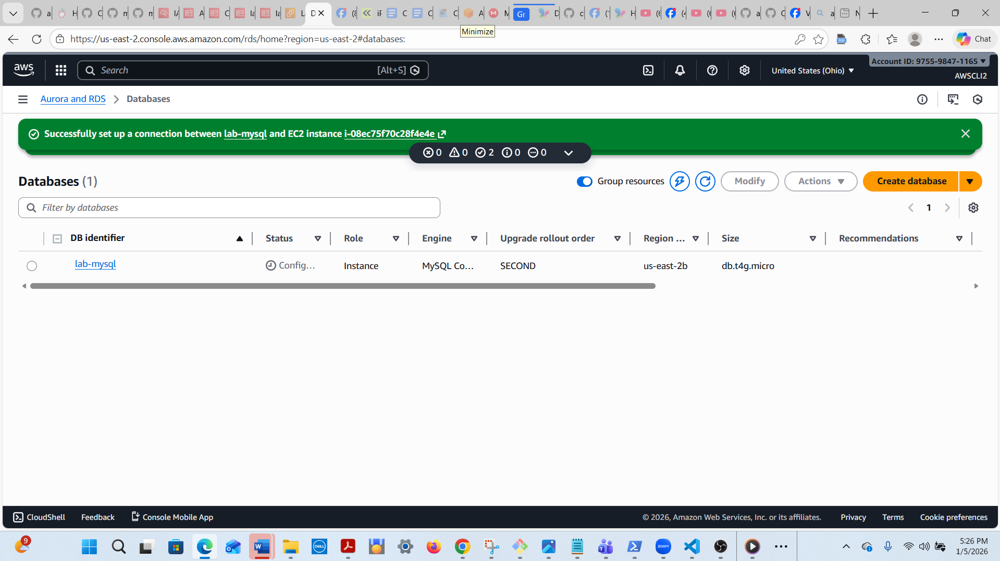 Gr
Minimize
https://us-east-2.console.aws.amazon.com/rds/home?region=us-east-2#databases:
Chat
aws
Search
[Alt+S]
United States (Ohio)
Account ID: 9755-9847-1165
AWSCLI2
Aurora and RDS
Databases
Successfully set up a connection between lab-mysql and EC2 instance i-08ec75f70c28f4e4e
0 0 2 0 0
Databases (1)
Group resources
Modify
Actions
Create database
Filter by databases
1
DB identifier
Status
Role
Engine
Upgrade rollout order
Region ...
Size
Recommendations
lab-mysql
Config...
Instance
MySQL Co...
SECOND
us-east-2b
db.t4g.micro
CloudShell
Feedback
Console Mobile App
© 2026, Amazon Web Services, Inc. or its affiliates.
Privacy
Terms
Cookie preferences
9
DELL
zoom
5:26 PM
1/5/2026